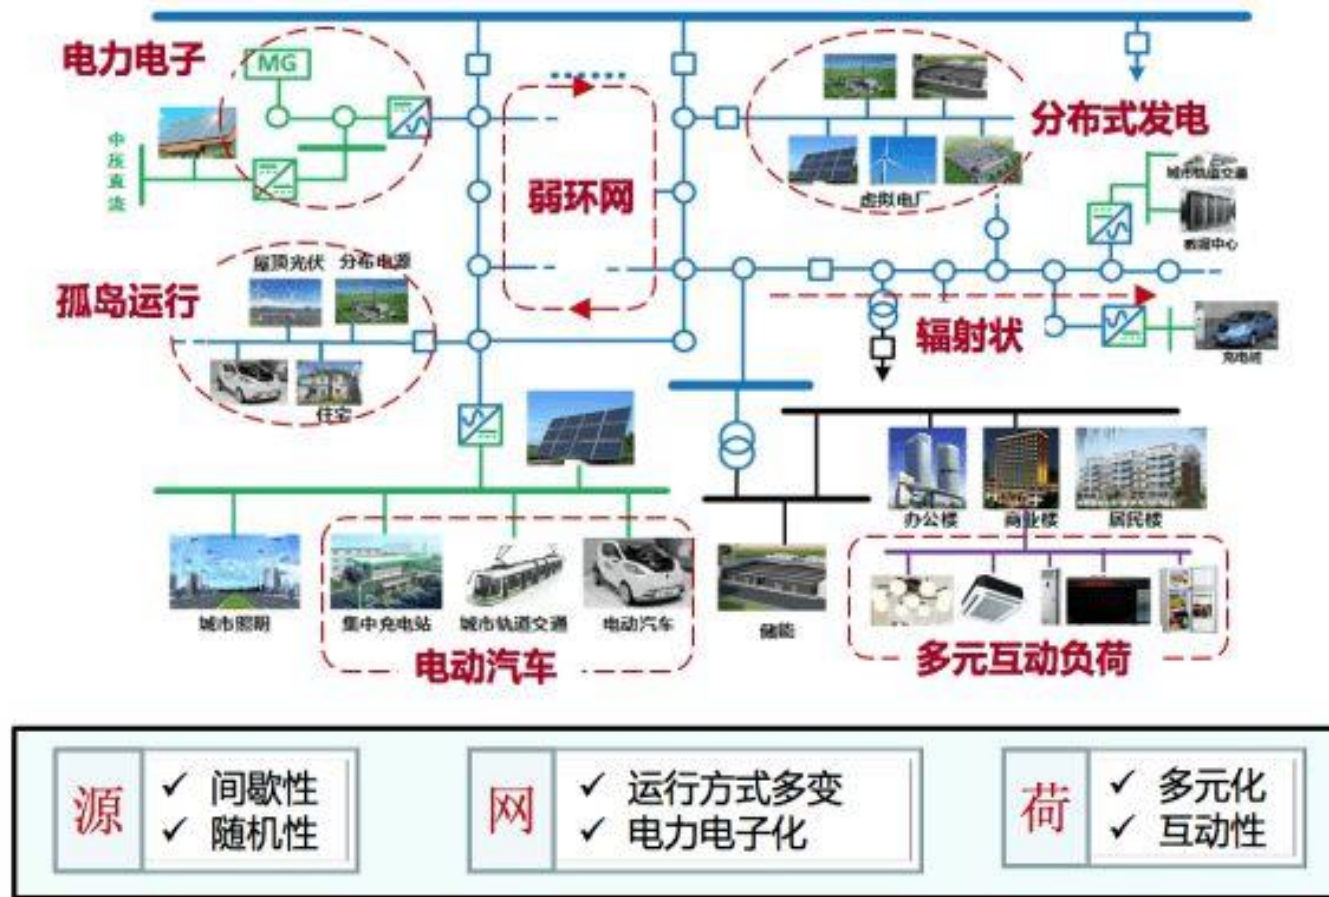 电力电子
MG
中压直流
分布式发电
虚拟电厂
城市轨道交通
数据中心
弱环网
屋顶光伏
分布电源
孤岛运行
住宅
辐射状
充电桩
办公楼
商业楼
居民楼
城市照明
集中充电站
城市轨道交通
电动汽车
储能
电动汽车
多元互动负荷
源
✓ 间歇性
✓ 随机性
网
✓ 运行方式多变
✓ 电力电子化
荷
✓ 多元化
✓ 互动性